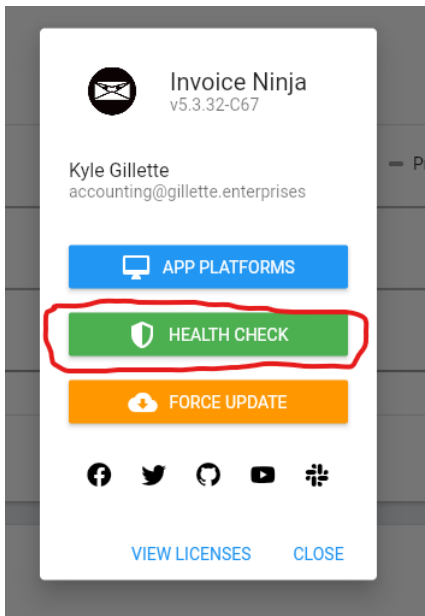 Invoice Ninja
v5.3.32-C67
Kyle Gillette
accounting@gillette.enterprises
P
APP PLATFORMS
HEALTH CHECK
FORCE UPDATE
VIEW LICENSES CLOSE